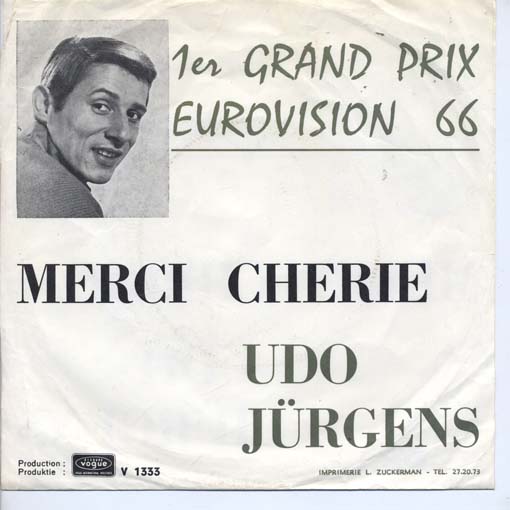 1er GRAND PRIX
EUROVISION 66
MERCI CHERIE
UDO
JÜRGENS
Production :
Produktie :
vogue
V 1333
IMPRIMERIE L. ZUCKERMAN - TEL. 27.20.73